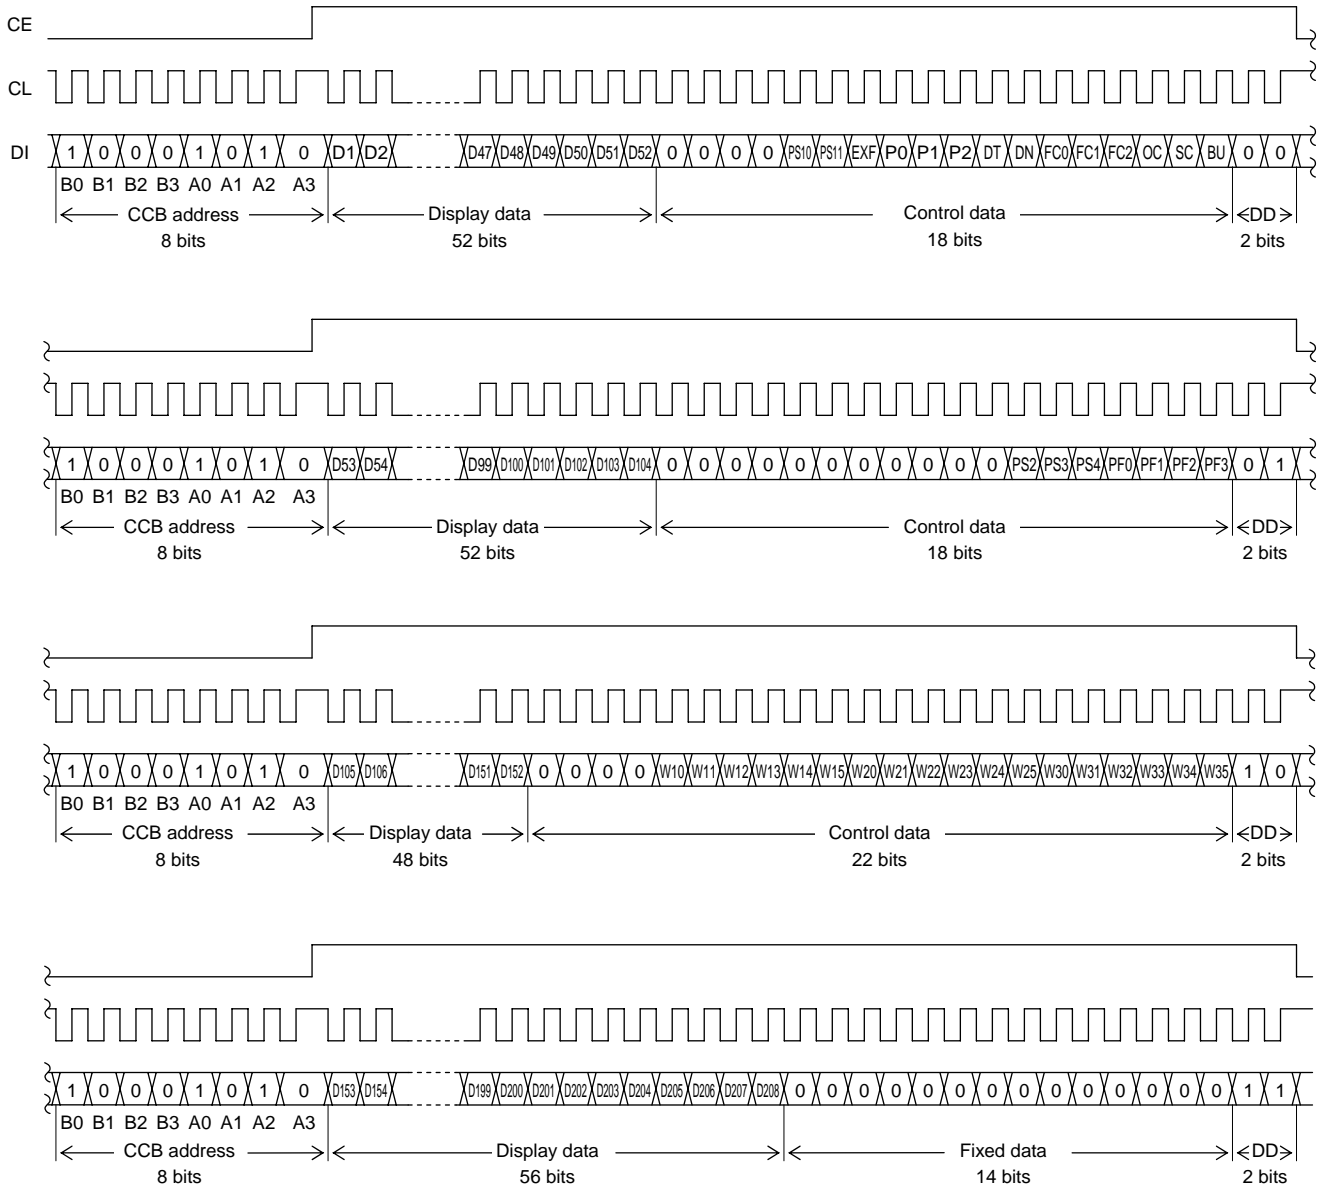 CE
CL
DI 1 0 0 0 1 0 1 0 D1 D2 D47 D48 D49 D50 D51 D52 0 0 0 0 PS10 PS11 EXF P0 P1 P2 DT DN FC0 FC1 FC2 OC SC BU 0 0
B0 B1 B2 B3 A0 A1 A2 A3
CCB address Display data Control data DD
8 bits 52 bits 18 bits 2 bits
1 0 0 0 1 0 1 0 D53 D54 D99 D100 D101 D102 D103 D104 0 0 0 0 0 0 0 0 0 0 0 PS2 PS3 PS4 PF0 PF1 PF2 PF3 0 1
B0 B1 B2 B3 A0 A1 A2 A3
CCB address Display data Control data DD
8 bits 52 bits 18 bits 2 bits
1 0 0 0 1 0 1 0 D105 D106 D151 D152 0 0 0 0 W10 W11 W12 W13 W14 W15 W20 W21 W22 W23 W24 W25 W30 W31 W32 W33 W34 W35 1 0
B0 B1 B2 B3 A0 A1 A2 A3
CCB address Display data Control data DD
8 bits 48 bits 22 bits 2 bits
1 0 0 0 1 0 1 0 D153 D154 D199 D200 D201 D202 D203 D204 D205 D206 D207 D208 0 0 0 0 0 0 0 0 0 0 0 0 0 0 1 1
B0 B1 B2 B3 A0 A1 A2 A3
CCB address Display data Fixed data DD
8 bits 56 bits 14 bits 2 bits